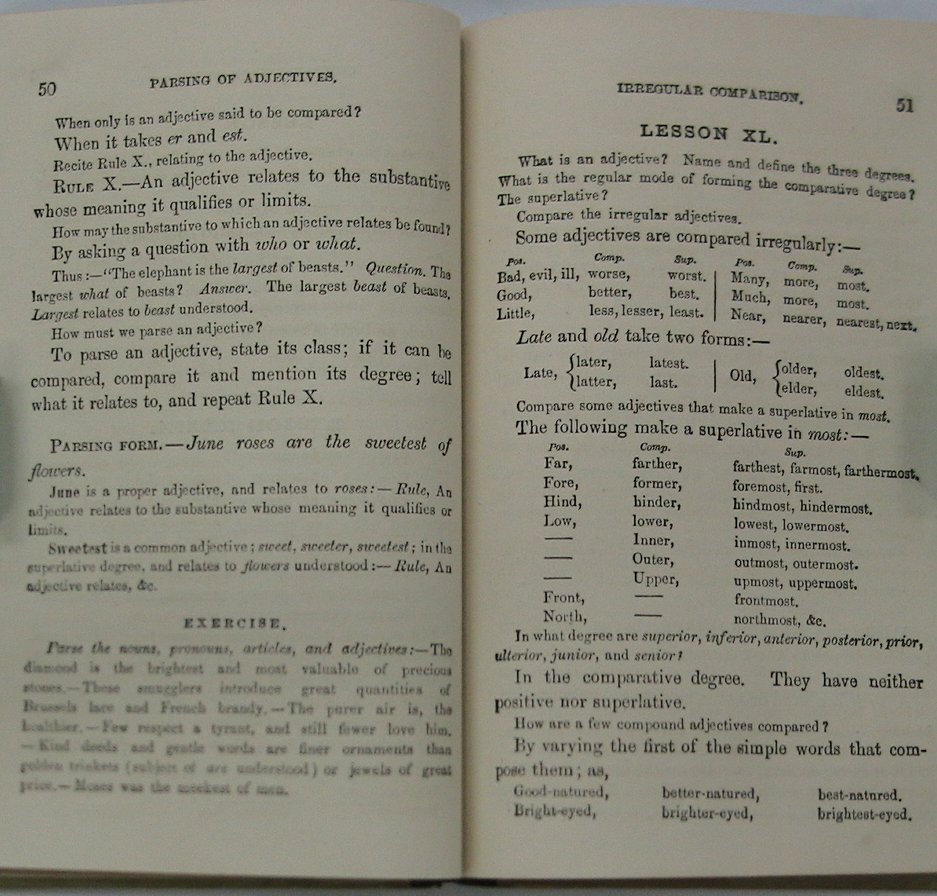 50
PARSING OF ADJECTIVES.
When only is an adjective said to be compared?
When it takes er and est.
Recite Rule X., relating to the adjective.
RULE X.—An adjective relates to the substantive
whose meaning it qualifies or limits.
How may the substantive to which an adjective relates be found?
By asking a question with who or what.
Thus:—"The elephant is the largest of beasts." Question. The
largest what of beasts? Answer. The largest beast of beasts.
Largest relates to beast understood.
How must we parse an adjective?
To parse an adjective, state its class; if it can be
compared, compare it and mention its degree; tell
what it relates to, and repeat Rule X.
PARSING FORM.—June roses are the sweetest of
flowers.
June is a proper adjective, and relates to roses:—Rule, An
adjective relates to the substantive whose meaning it qualifies or
limits.
Sweetest is a common adjective; sweet, sweeter, sweetest; in the
superlative degree, and relates to flowers understood:—Rule, An
adjective relates, &c.
EXERCISE.
Parse the nouns, pronouns, articles, and adjectives:—The
diamond is the brightest and most valuable of precious
stones.—These smugglers introduce great quantities of
Brussels lace and French brandy.—The purer air is, the
healthier.—Few respect a tyrant, and still fewer love him.
—Kind deeds and gentle words are finer ornaments than
golden trinkets (subject of are understood) or jewels of great
price.—Moses was the meekest of men.
IRREGULAR COMPARISON.
51
LESSON XL.
What is an adjective? Name and define the three degrees.
What is the regular mode of forming the comparative degree?
The superlative?
Compare the irregular adjectives.
Some adjectives are compared irregularly:—
Pos. Comp. Sup. Pos. Comp. Sup.
Bad, evil, ill, worse, worst. Many, more, most.
Good, better, best. Much, more, most.
Little, less, lesser, least. Near, nearer, nearest, next.
Late and old take two forms:—
Late, later, latest. Old, older, oldest.
latter, last. elder, eldest.
Compare some adjectives that make a superlative in most.
The following make a superlative in most:—
Pos. Comp. Sup.
Far, farther, farthest, farmost, farthermost.
Fore, former, foremost, first.
Hind, hinder, hindmost, hindermost.
Low, lower, lowest, lowermost.
— Inner, inmost, innermost.
— Outer, outmost, outermost.
— Upper, upmost, uppermost.
Front, — frontmost.
North, — northmost, &c.
In what degree are superior, inferior, anterior, posterior, prior,
ulterior, junior, and senior?
In the comparative degree. They have neither
positive nor superlative.
How are a few compound adjectives compared?
By varying the first of the simple words that com-
pose them; as,
Good-natured, better-natured, best-natured.
Bright-eyed, brighter-eyed, brightest-eyed.